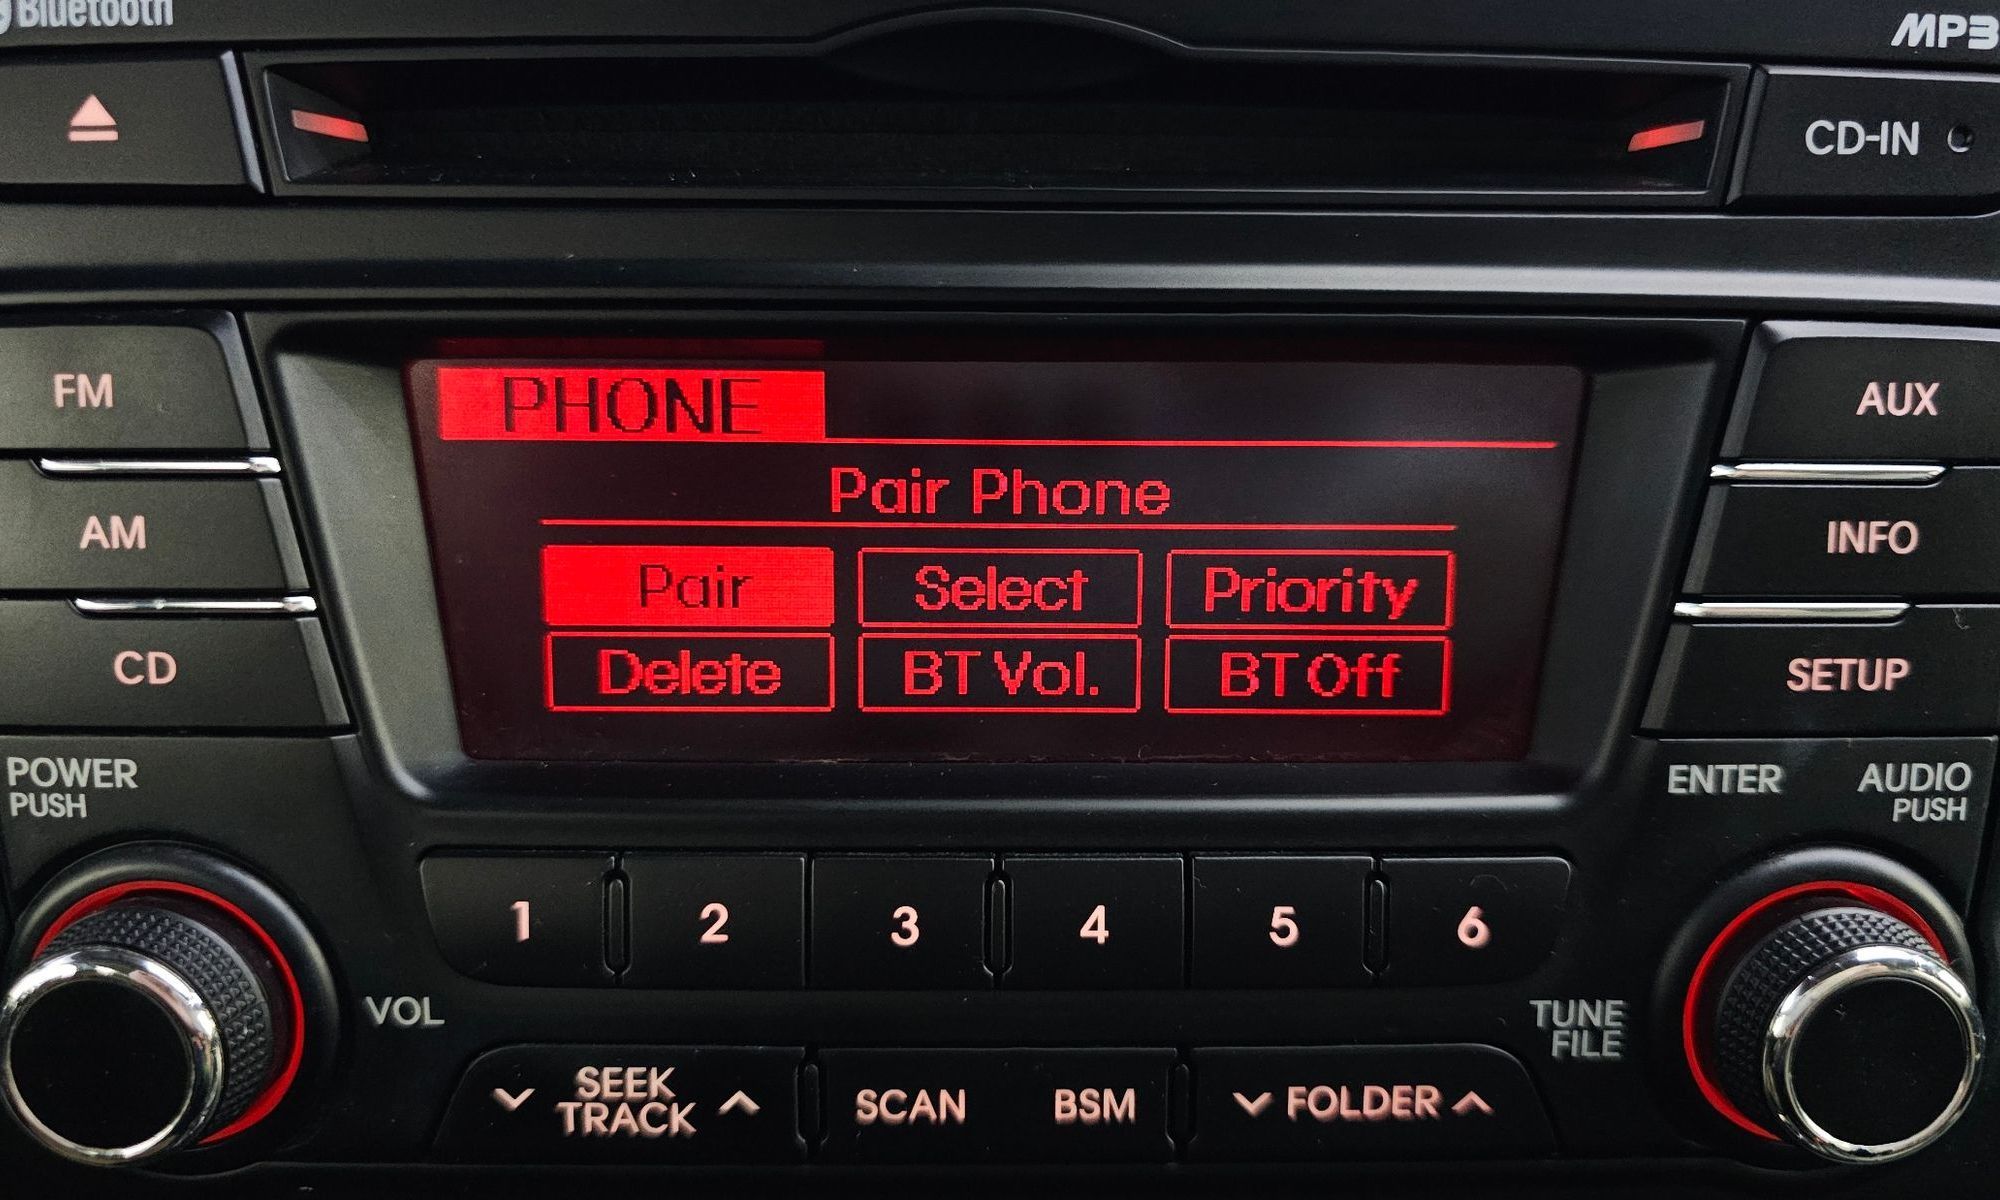 Bluetooth
MP3
CD-IN
FM
AM
CD
PHONE
Pair Phone
Pair Select Priority
Delete BT Vol. BT Off
AUX
INFO
SETUP
POWER
PUSH
ENTER
AUDIO
PUSH
1 2 3 4 5 6
VOL
TUNE
FILE
SEEK
TRACK
SCAN
BSM
FOLDER